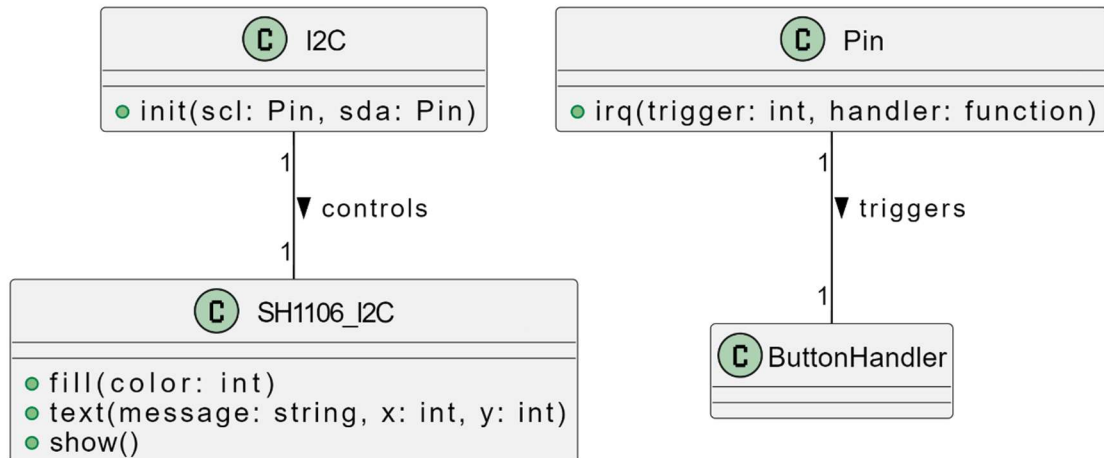 C I2C
init(scl: Pin, sda: Pin)
1
controls
1
C SH1106_I2C
fill(color: int)
text(message: string, x: int, y: int)
show()
C Pin
irq(trigger: int, handler: function)
1
triggers
1
C ButtonHandler